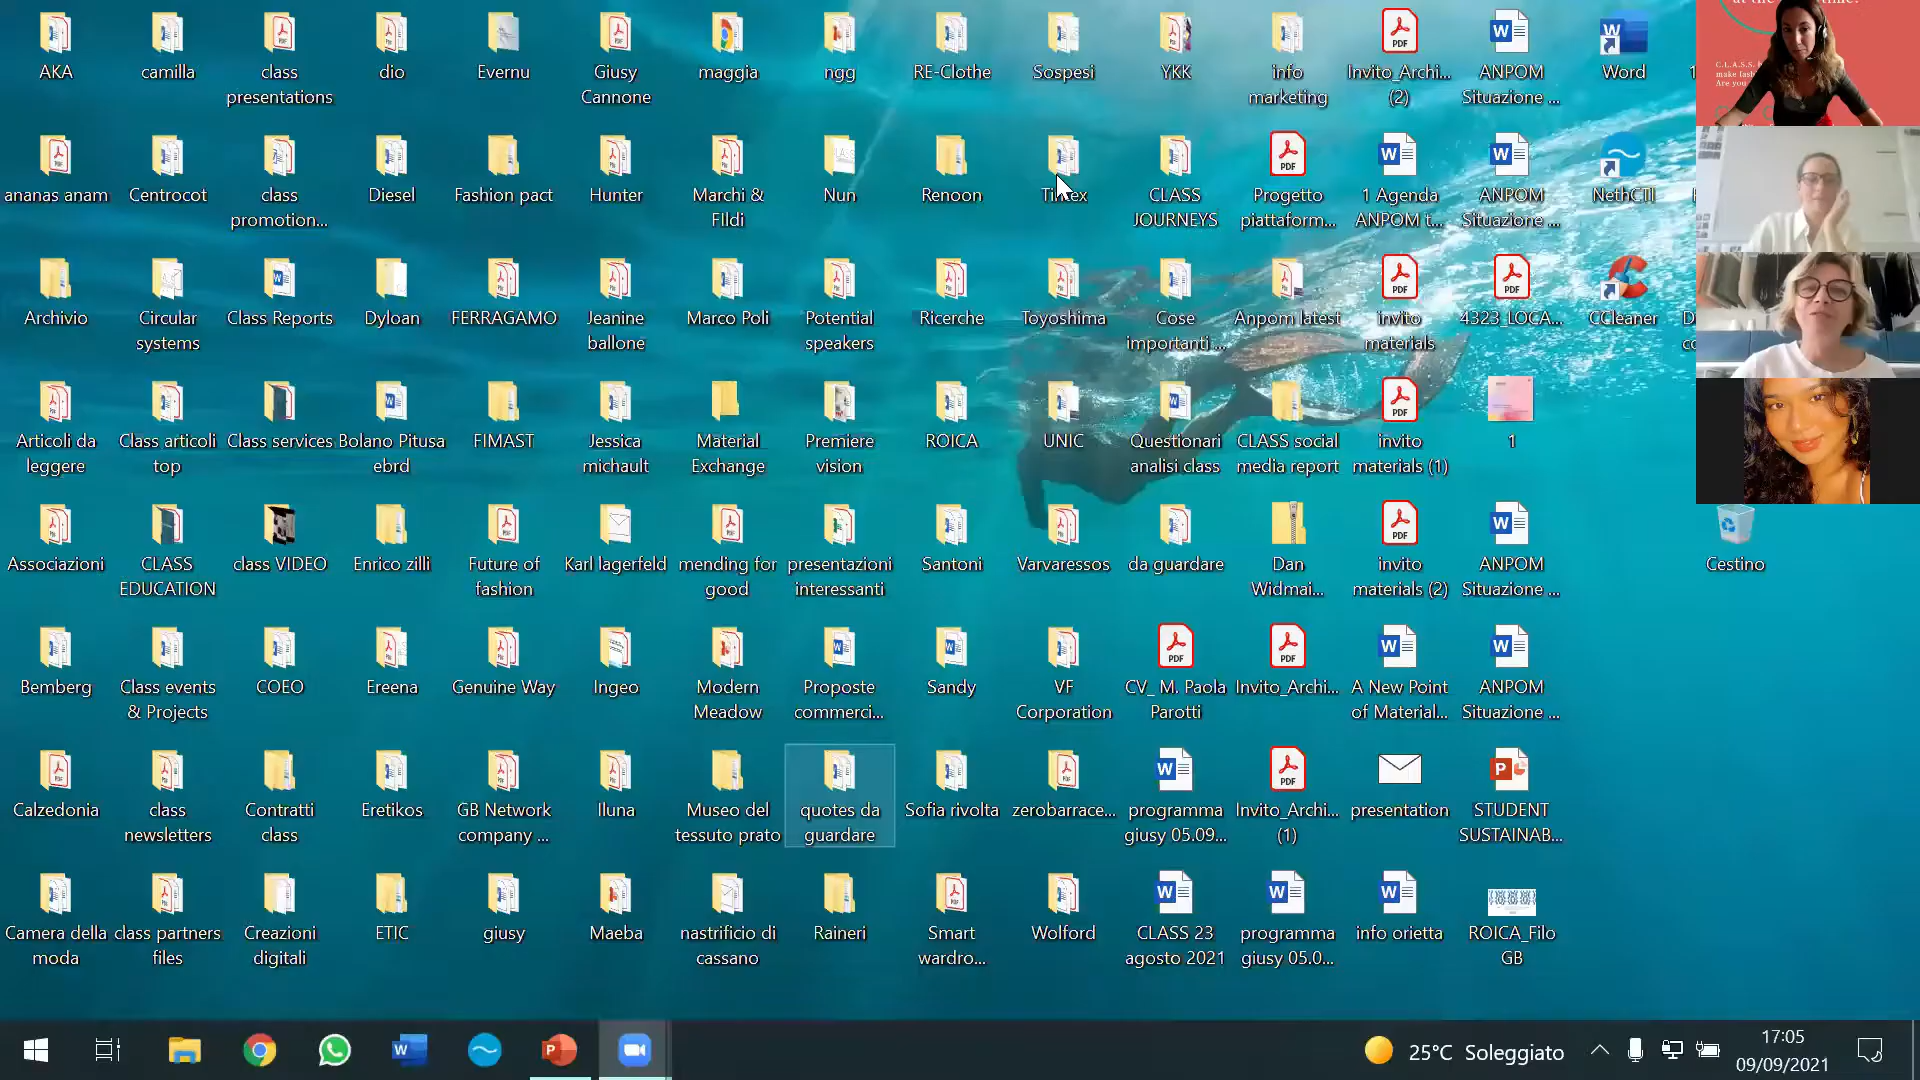 AKA
camilla
class
presentations
dio
Evernu
Giusy
Cannone
maggia
ngg
RE-Clothe
Sospesi
YKK
info
marketing
Invito_Archi...
(2)
ANPOM
Situazione ...
Word
ananas anam
Centrocot
class
promotion...
Diesel
Fashion pact
Hunter
Marchi &
FIldi
Nun
Renoon
CLASS
JOURNEYS
Progetto
piattaform...
1 Agenda
ANPOM t...
ANPOM
Situazione ...
NethCTI
Archivio
Circular
systems
Class Reports
Dyloan
FERRAGAMO
Jeanine
ballone
Marco Poli
Potential
speakers
Ricerche
Toyoshima
Cose
importanti ...
Anpom latest
invito
materials
4323_LOCA...
CCleaner
Articoli da
leggere
Class articoli
top
Class services
Bolano Pitusa
ebrd
FIMAST
Jessica
michault
Material
Exchange
Premiere
vision
ROICA
UNIC
Questionari
analisi class
CLASS social
media report
invito
materials (1)
1
Associazioni
CLASS
EDUCATION
class VIDEO
Enrico zilli
Future of
fashion
Karl lagerfeld
mending for
good
presentazioni
interessanti
Santoni
Varvaressos
da guardare
Dan
Widmai...
invito
materials (2)
ANPOM
Situazione ...
Cestino
Bemberg
Class events
& Projects
COEO
Ereena
Genuine Way
Ingeo
Modern
Meadow
Proposte
commerci...
Sandy
VF
Corporation
CV_ M. Paola
Parotti
Invito_Archi...
A New Point
of Material...
ANPOM
Situazione ...
Calzedonia
class
newsletters
Contratti
class
Eretikos
GB Network
company ...
Iluna
Museo del
tessuto prato
quotes da
guardare
Sofia rivolta
zerobarrace...
programma
giusy 05.09...
Invito_Archi...
(1)
presentation
STUDENT
SUSTAINAB...
Camera della
moda
class partners
files
Creazioni
digitali
ETIC
giusy
Maeba
nastrificio di
cassano
Raineri
Smart
wardro...
Wolford
CLASS 23
agosto 2021
programma
giusy 05.0...
info orietta
ROICA_Filo
GB
25°C Soleggiato
17:05
09/09/2021